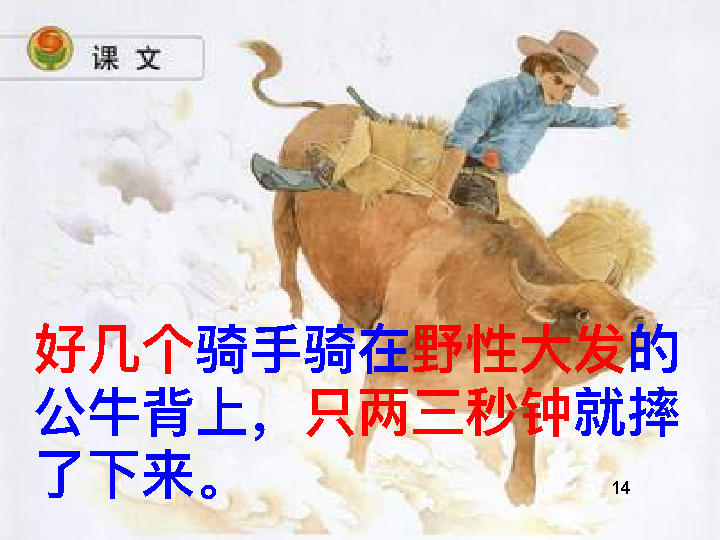 课 文
好几个骑手骑在野性大发的
公牛背上，只两三秒钟就摔
了下来。
14